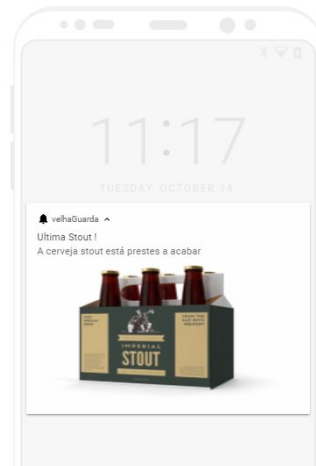 11:17
TUESDAY, OCTOBER 14
velhaGuarda
Ultima Stout !
A cerveja stout está prestes a acabar
IMPERIAL
STOUT